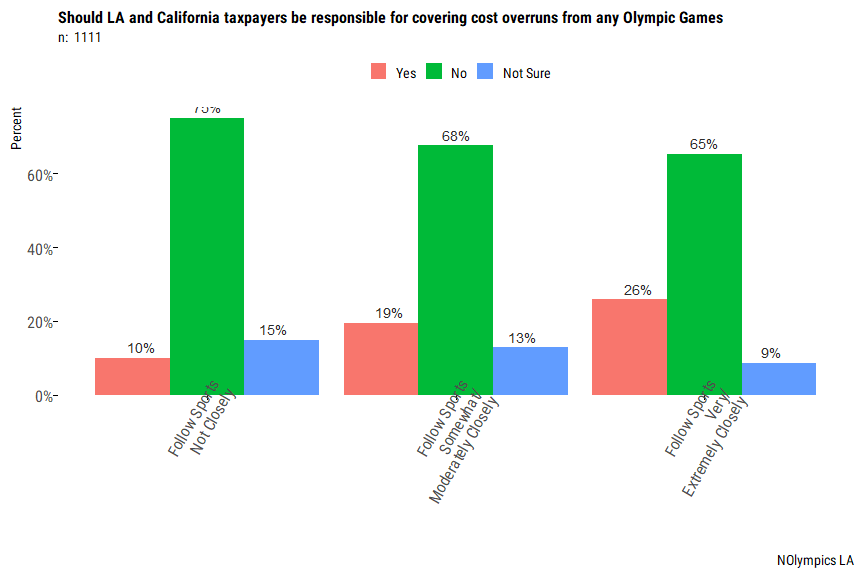 Should LA and California taxpayers be responsible for covering cost overruns from any Olympic Games
n: 1111
Yes No Not Sure
Percent
75%
68%
65%
60%
40%
26%
20%
19%
15%
13%
10%
9%
0%
Follow Sports
Not Closely
Follow Sports
Somewhat/
Moderately Closely
Follow Sports
Very/
Extremely Closely
NOlympics LA